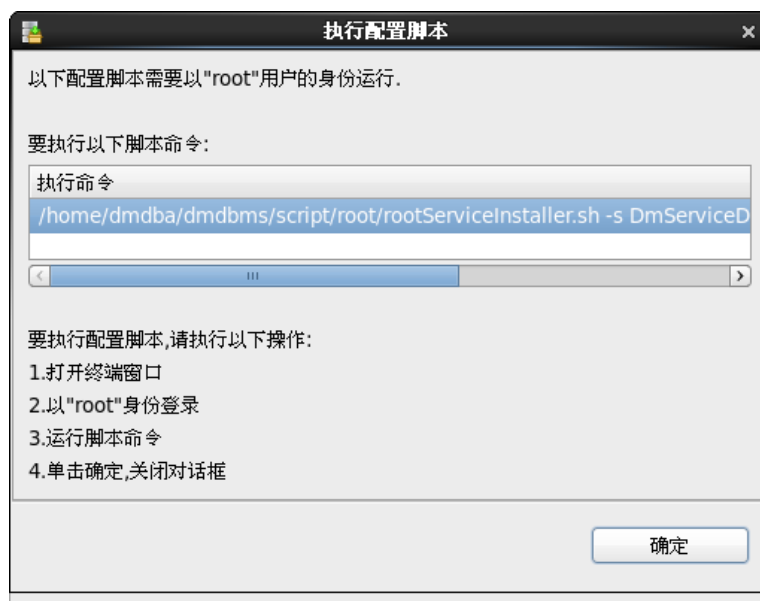 执行配置脚本
以下配置脚本需要以"root"用户的身份运行.
要执行以下脚本命令:
执行命令
/home/dmdba/dmdbms/script/root/rootServiceInstaller.sh -s DmServiceD
要执行配置脚本,请执行以下操作:
1.打开终端窗口
2.以"root"身份登录
3.运行脚本命令
4.单击确定,关闭对话框
确定